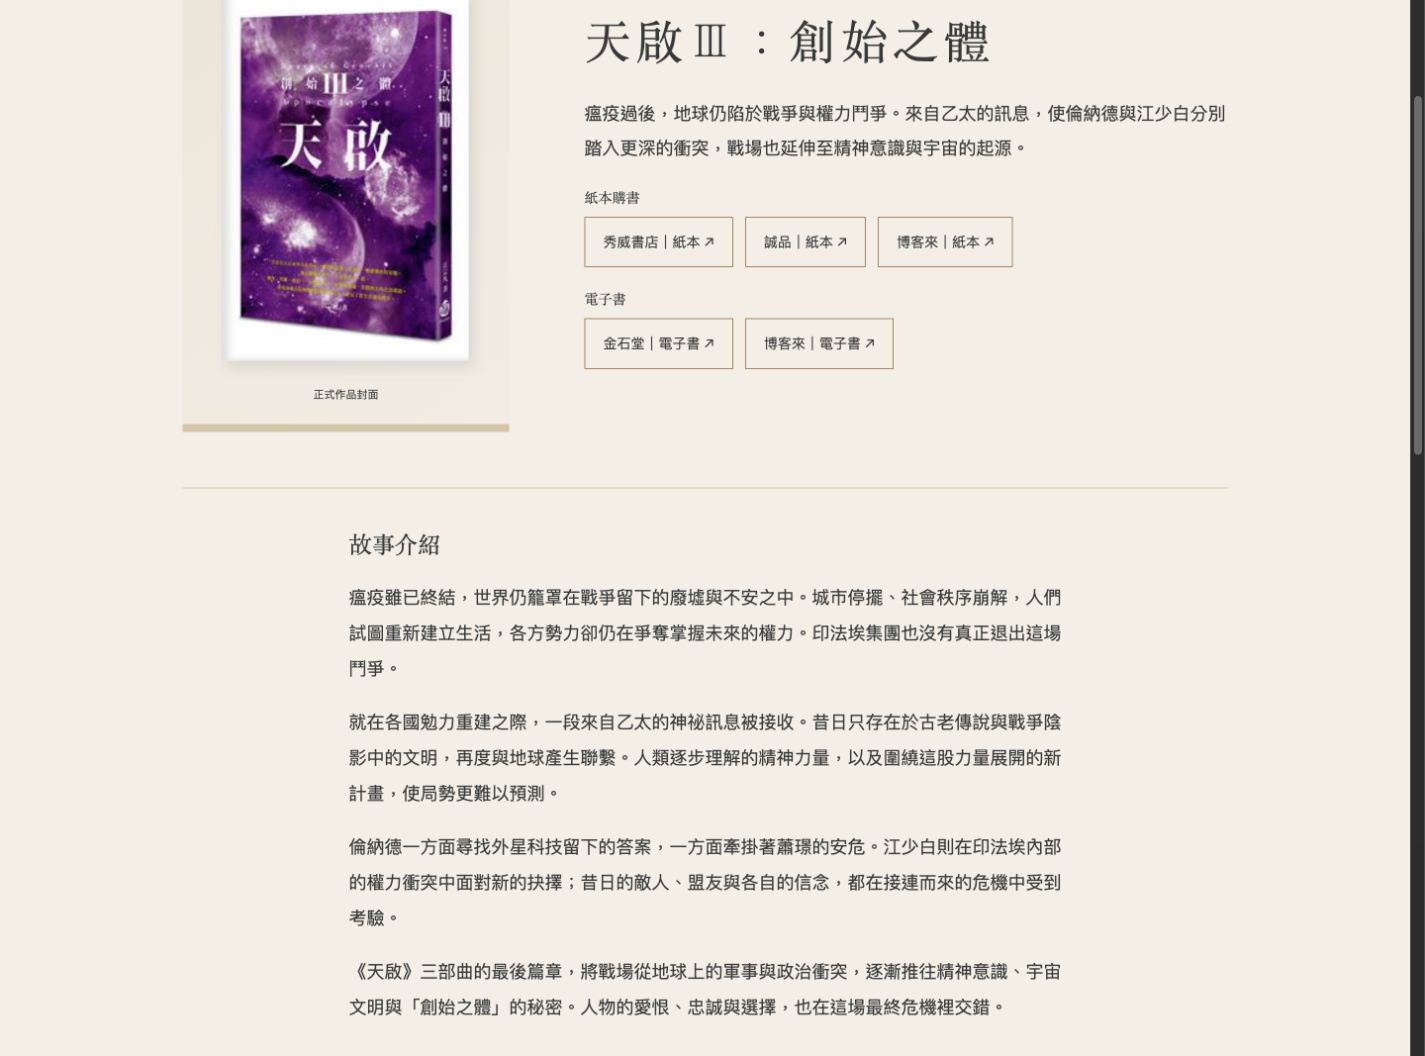 創始Ⅲ之體
Apocalypse
天啟
天啟Ⅲ
創始之體
正式作品封面
天啟Ⅲ：創始之體
瘟疫過後，地球仍陷於戰爭與權力鬥爭。來自乙太的訊息，使倫納德與江少白分別
踏入更深的衝突，戰場也延伸至精神意識與宇宙的起源。
紙本購書
秀威書店｜紙本↗
誠品｜紙本↗
博客來｜紙本↗
電子書
金石堂｜電子書↗
博客來｜電子書↗
故事介紹
瘟疫雖已終結，世界仍籠罩在戰爭留下的廢墟與不安之中。城市停擺、社會秩序崩解，人們
試圖重新建立生活，各方勢力卻仍在爭奪掌握未來的權力。印法埃集團也沒有真正退出這場
鬥爭。
就在各國勉力重建之際，一段來自乙太的神祕訊息被接收。昔日只存在於古老傳說與戰爭陰
影中的文明，再度與地球產生聯繫。人類逐步理解的精神力量，以及圍繞這股力量展開的新
計畫，使局勢更難以預測。
倫納德一方面尋找外星科技留下的答案，一方面牽掛著蕭璟的安危。江少白則在印法埃內部
的權力衝突中面對新的抉擇；昔日的敵人、盟友與各自的信念，都在接連而來的危機中受到
考驗。
《天啟》三部曲的最後篇章，將戰場從地球上的軍事與政治衝突，逐漸推往精神意識、宇宙
文明與「創始之體」的秘密。人物的愛恨、忠誠與選擇，也在這場最終危機裡交錯。